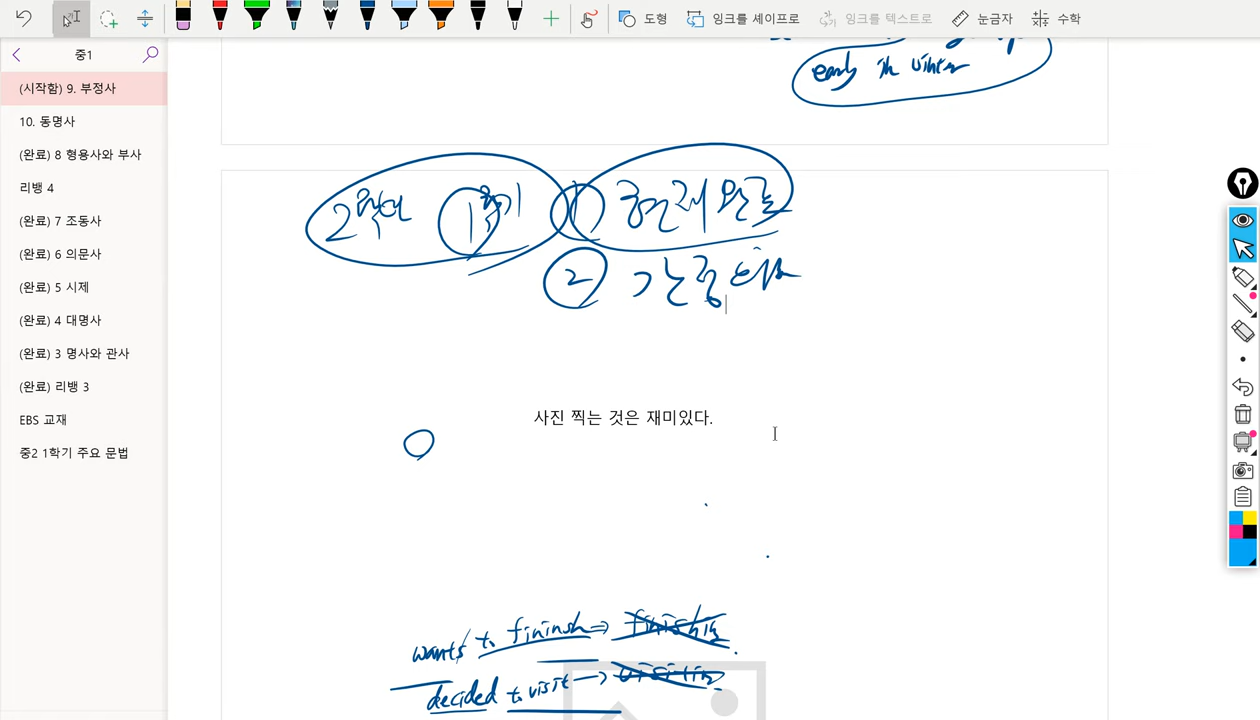 도형
잉크를 셰이프로
잉크를 텍스트로
눈금자
수학
중1
(시작함) 9. 부정사
10. 동명사
(완료) 8 형용사와 부사
리뱅 4
(완료) 7 조동사
(완료) 6 의문사
(완료) 5 시제
(완료) 4 대명사
(완료) 3 명사와 관사
(완료) 리뱅 3
EBS 교재
중2 1학기 주요 문법
early in winter
2학년 1학기 1) 현재완료
2
사진 찍는 것은 재미있다.
wants to fininsh ⇒ finishing
decided to visit → visiting